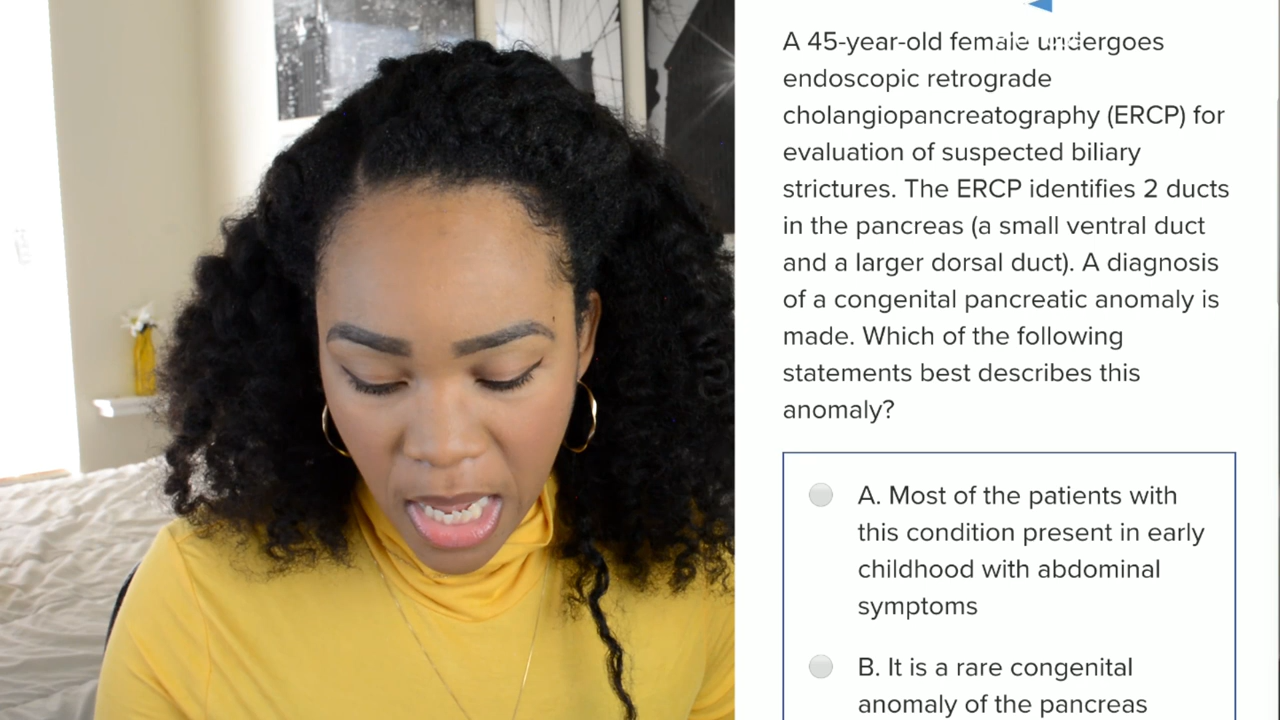 A 45-year-old female undergoes
endoscopic retrograde
cholangiopancreatography (ERCP) for
evaluation of suspected biliary
strictures. The ERCP identifies 2 ducts
in the pancreas (a small ventral duct
and a larger dorsal duct). A diagnosis
of a congenital pancreatic anomaly is
made. Which of the following
statements best describes this
anomaly?
A. Most of the patients with
this condition present in early
childhood with abdominal
symptoms
B. It is a rare congenital
anomaly of the pancreas